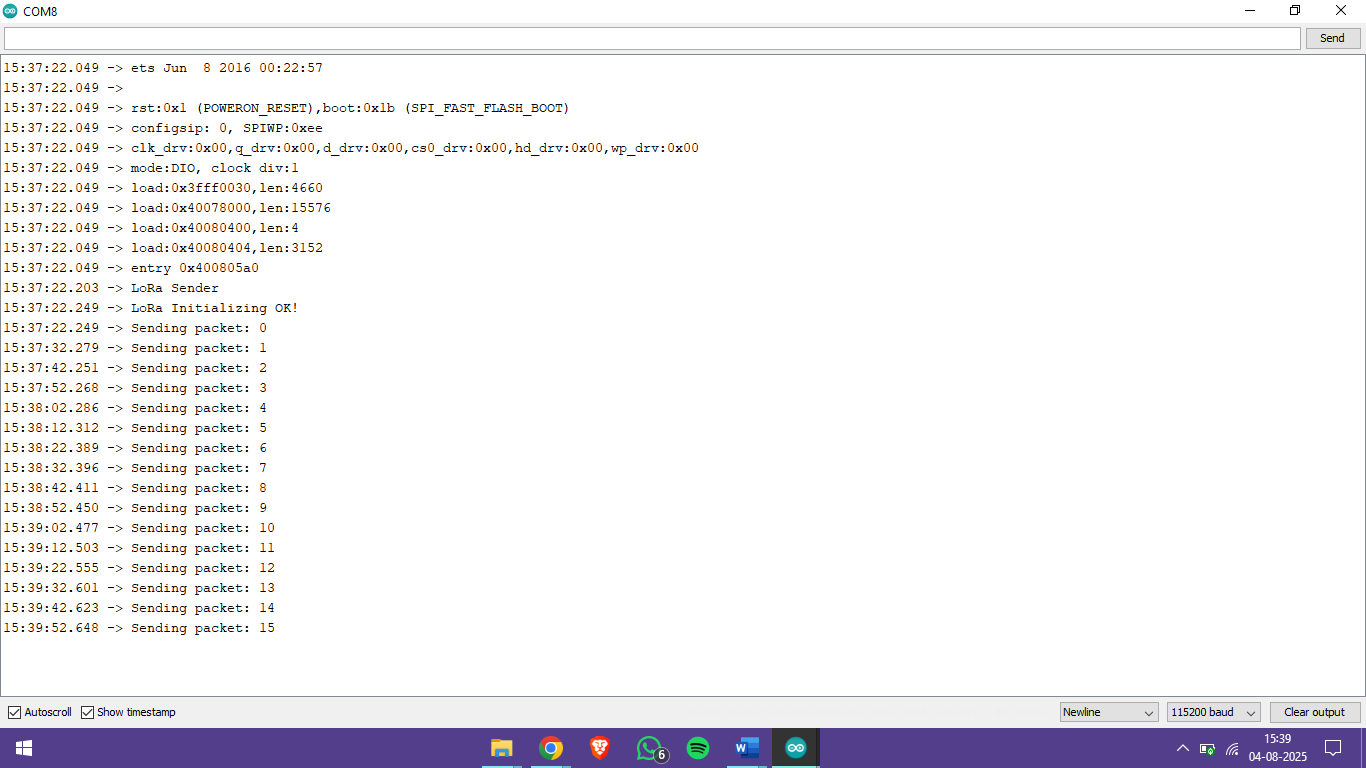 COM8
Send
15:37:22.049 -> ets Jun  8 2016 00:22:57
15:37:22.049 ->
15:37:22.049 -> rst:0x1 (POWERON_RESET),boot:0x1b (SPI_FAST_FLASH_BOOT)
15:37:22.049 -> configsip: 0, SPIWP:0xee
15:37:22.049 -> clk_drv:0x00,q_drv:0x00,d_drv:0x00,cs0_drv:0x00,hd_drv:0x00,wp_drv:0x00
15:37:22.049 -> mode:DIO, clock div:1
15:37:22.049 -> load:0x3fff0030,len:4660
15:37:22.049 -> load:0x40078000,len:15576
15:37:22.049 -> load:0x40080400,len:4
15:37:22.049 -> load:0x40080404,len:3152
15:37:22.049 -> entry 0x400805a0
15:37:22.203 -> LoRa Sender
15:37:22.249 -> LoRa Initializing OK!
15:37:22.249 -> Sending packet: 0
15:37:32.279 -> Sending packet: 1
15:37:42.251 -> Sending packet: 2
15:37:52.268 -> Sending packet: 3
15:38:02.286 -> Sending packet: 4
15:38:12.312 -> Sending packet: 5
15:38:22.389 -> Sending packet: 6
15:38:32.396 -> Sending packet: 7
15:38:42.411 -> Sending packet: 8
15:38:52.450 -> Sending packet: 9
15:39:02.477 -> Sending packet: 10
15:39:12.503 -> Sending packet: 11
15:39:22.555 -> Sending packet: 12
15:39:32.601 -> Sending packet: 13
15:39:42.623 -> Sending packet: 14
15:39:52.648 -> Sending packet: 15
Autoscroll Show timestamp Newline 115200 baud Clear output
6
W
15:39
04-08-2025